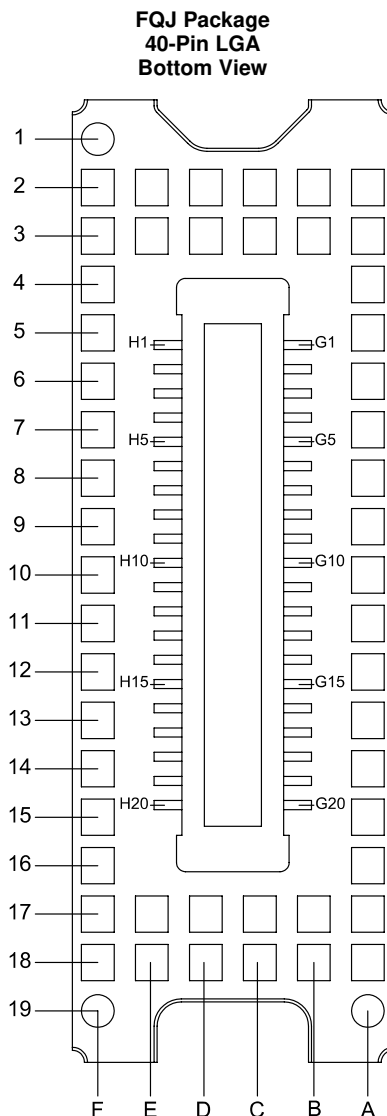 FQJ Package
40-Pin LGA
Bottom View
1
2
3
4
5
H1
G1
6
7
H5
G5
8
9
10
H10
G10
11
12
H15
G15
13
14
15
H20
G20
16
17
18
19
F E D C B A